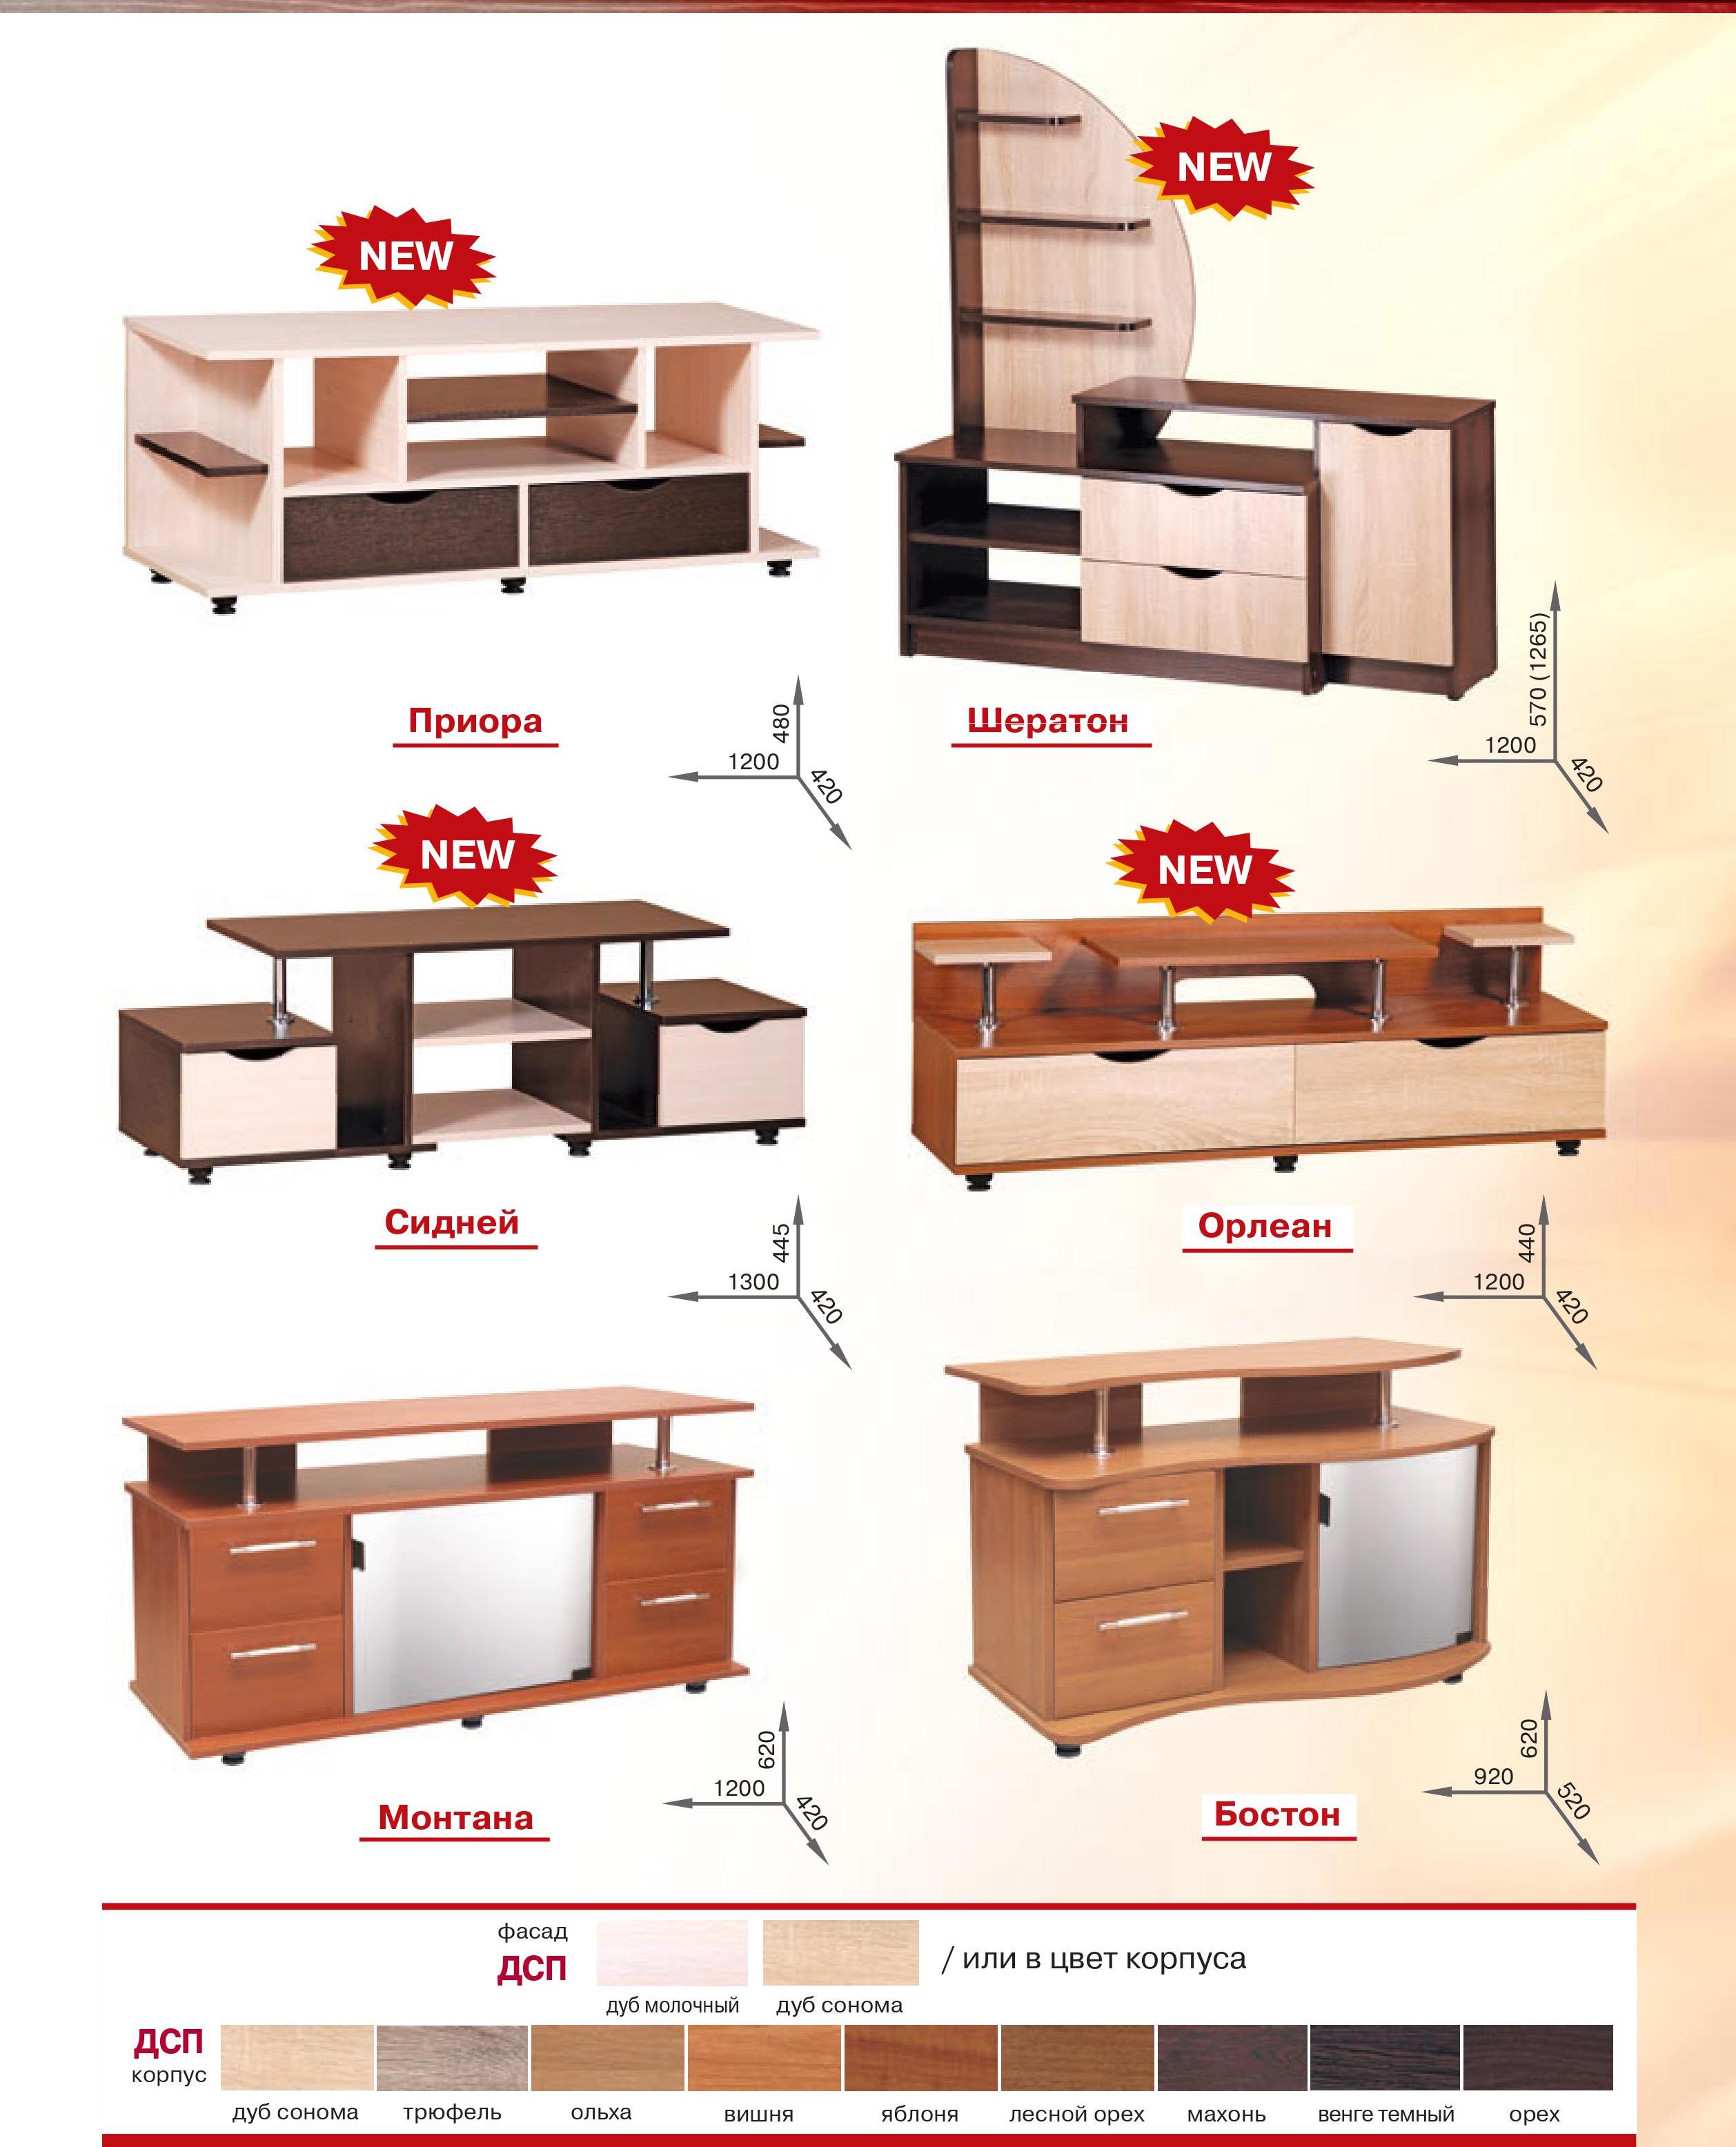 NEW
NEW
Приора
480
1200
420
Шератон
570 (1265)
1200
420
NEW
NEW
Сидней
445
1300
420
Орлеан
440
1200
420
Монтана
620
1200
420
Бостон
620
920
520
фасад
ДСП
/ или в цвет корпуса
дуб молочный дуб сонома
ДСП
корпус
дуб сонома трюфель ольха вишня яблоня лесной орех махонь венге темный орех